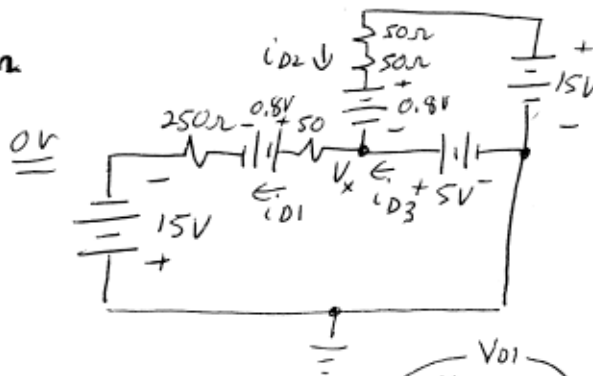 n
50Ω
50Ω
iD2 ↓
+
0.8V
-
+
15V
-
0V
250Ω
- 0.8V +
50
←
iD1
Vx
←
iD3
+ 5V -
-
15V
+
VD1